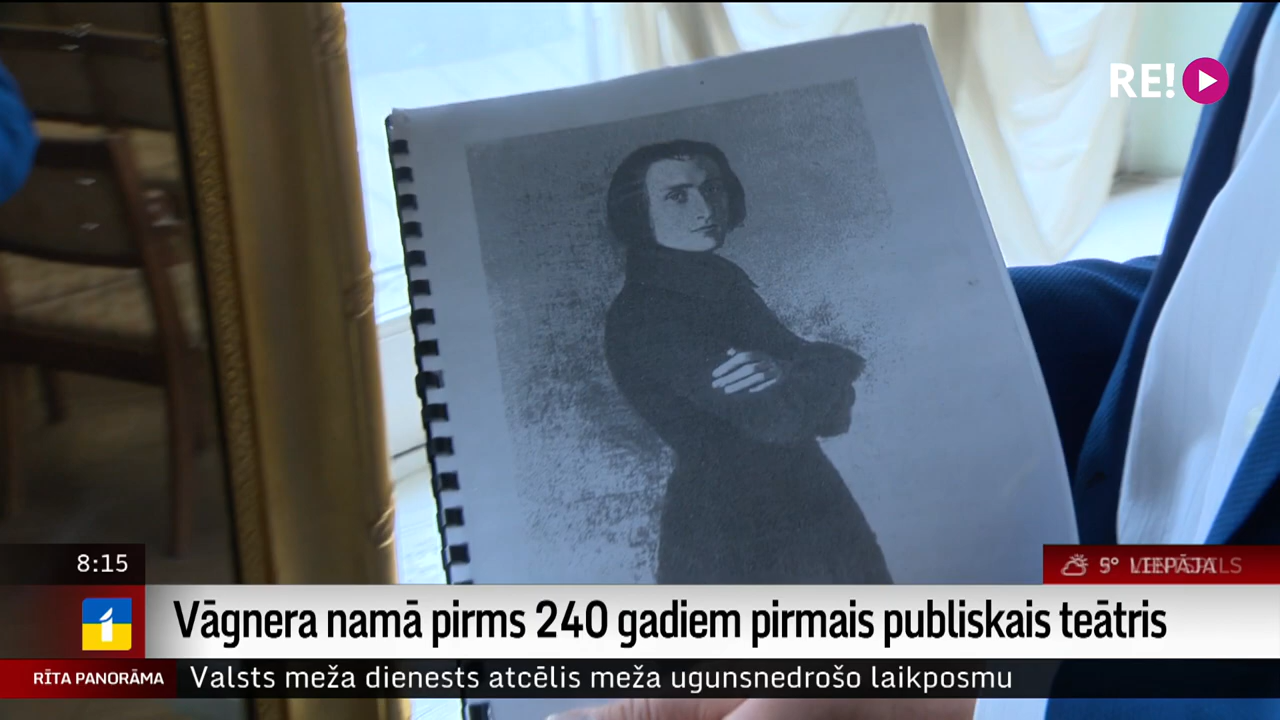 RE!
8:15
5° LIEPĀJA
1
Vāgnera namā pirms 240 gadiem pirmais publiskais teātris
RĪTA PANORĀMA
Valsts meža dienests atcēlis meža ugunsnedrošo laikposmu